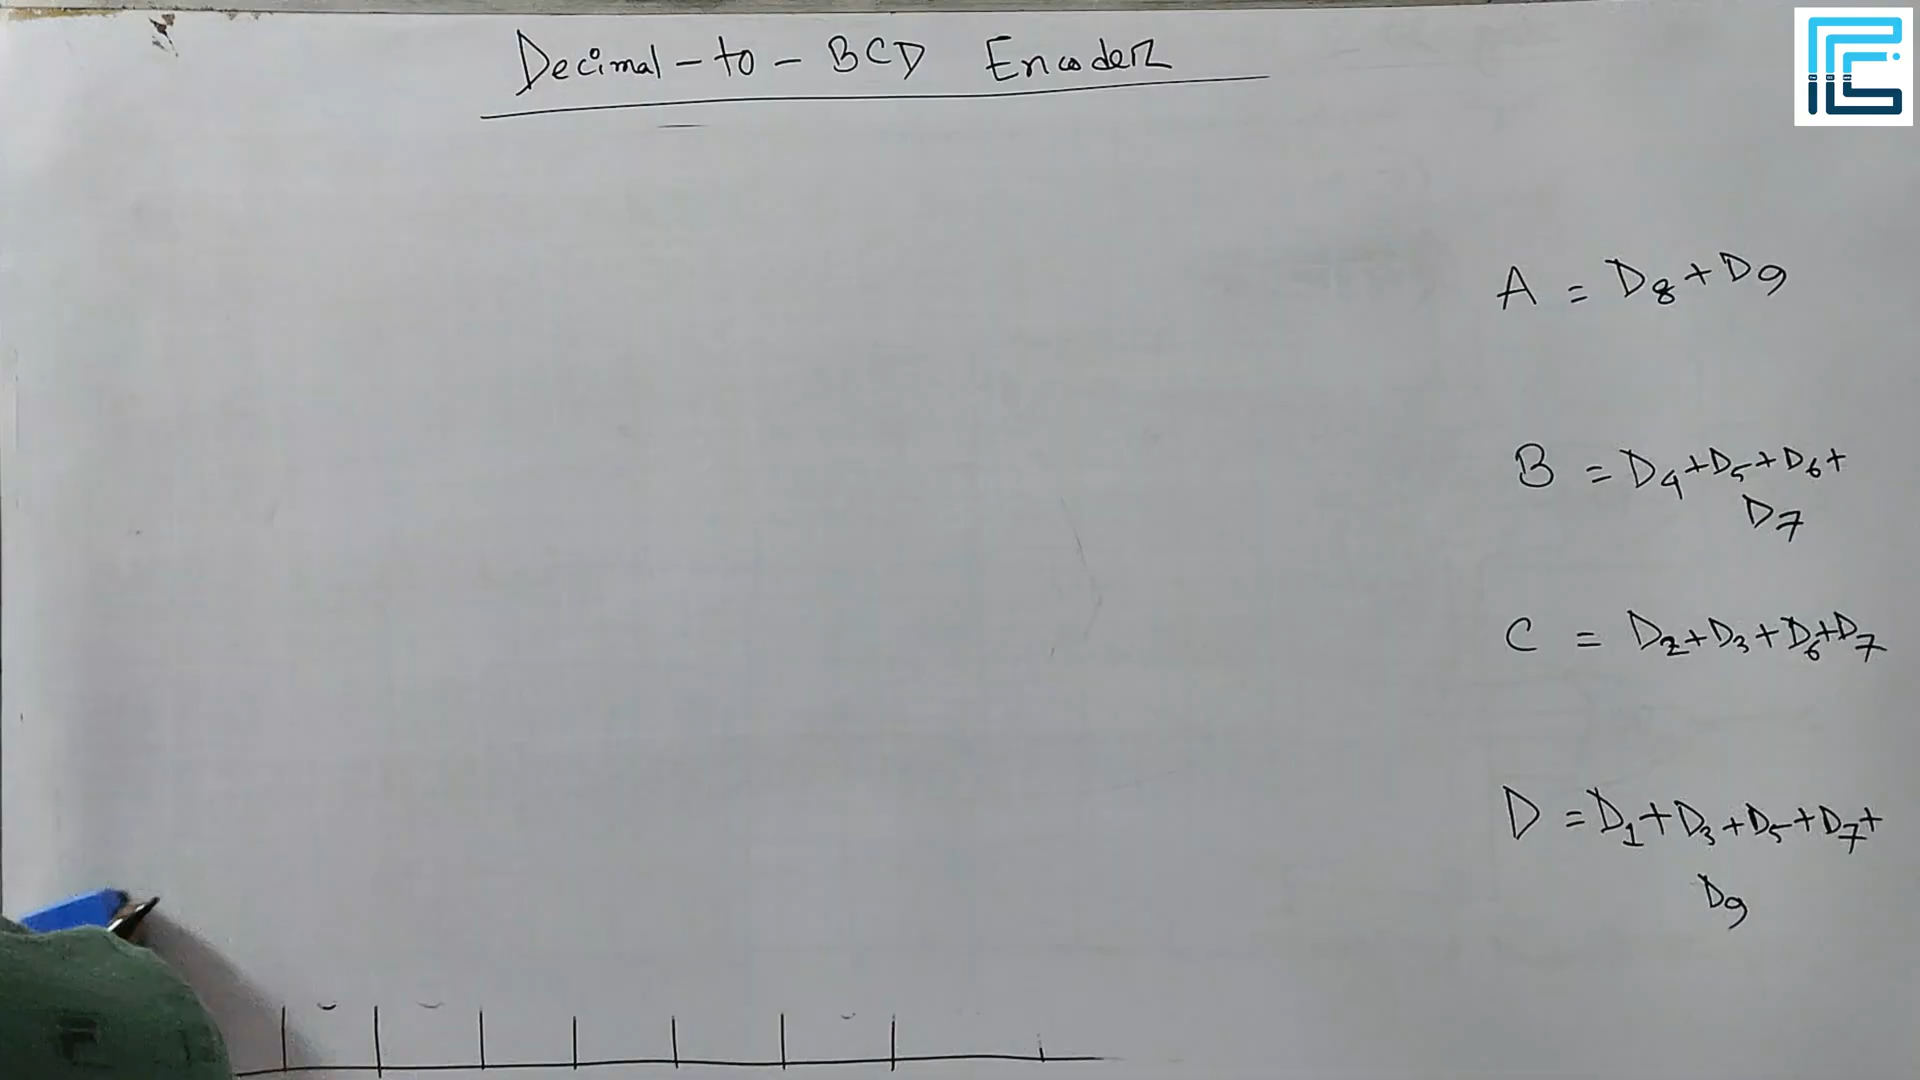 Decimal-to-BCD Encoder
A = D8+D9
B = D4+D5+D6+
D7
C = D2+D3+D6+D7
D = D1+D3+D5+D7+
D9